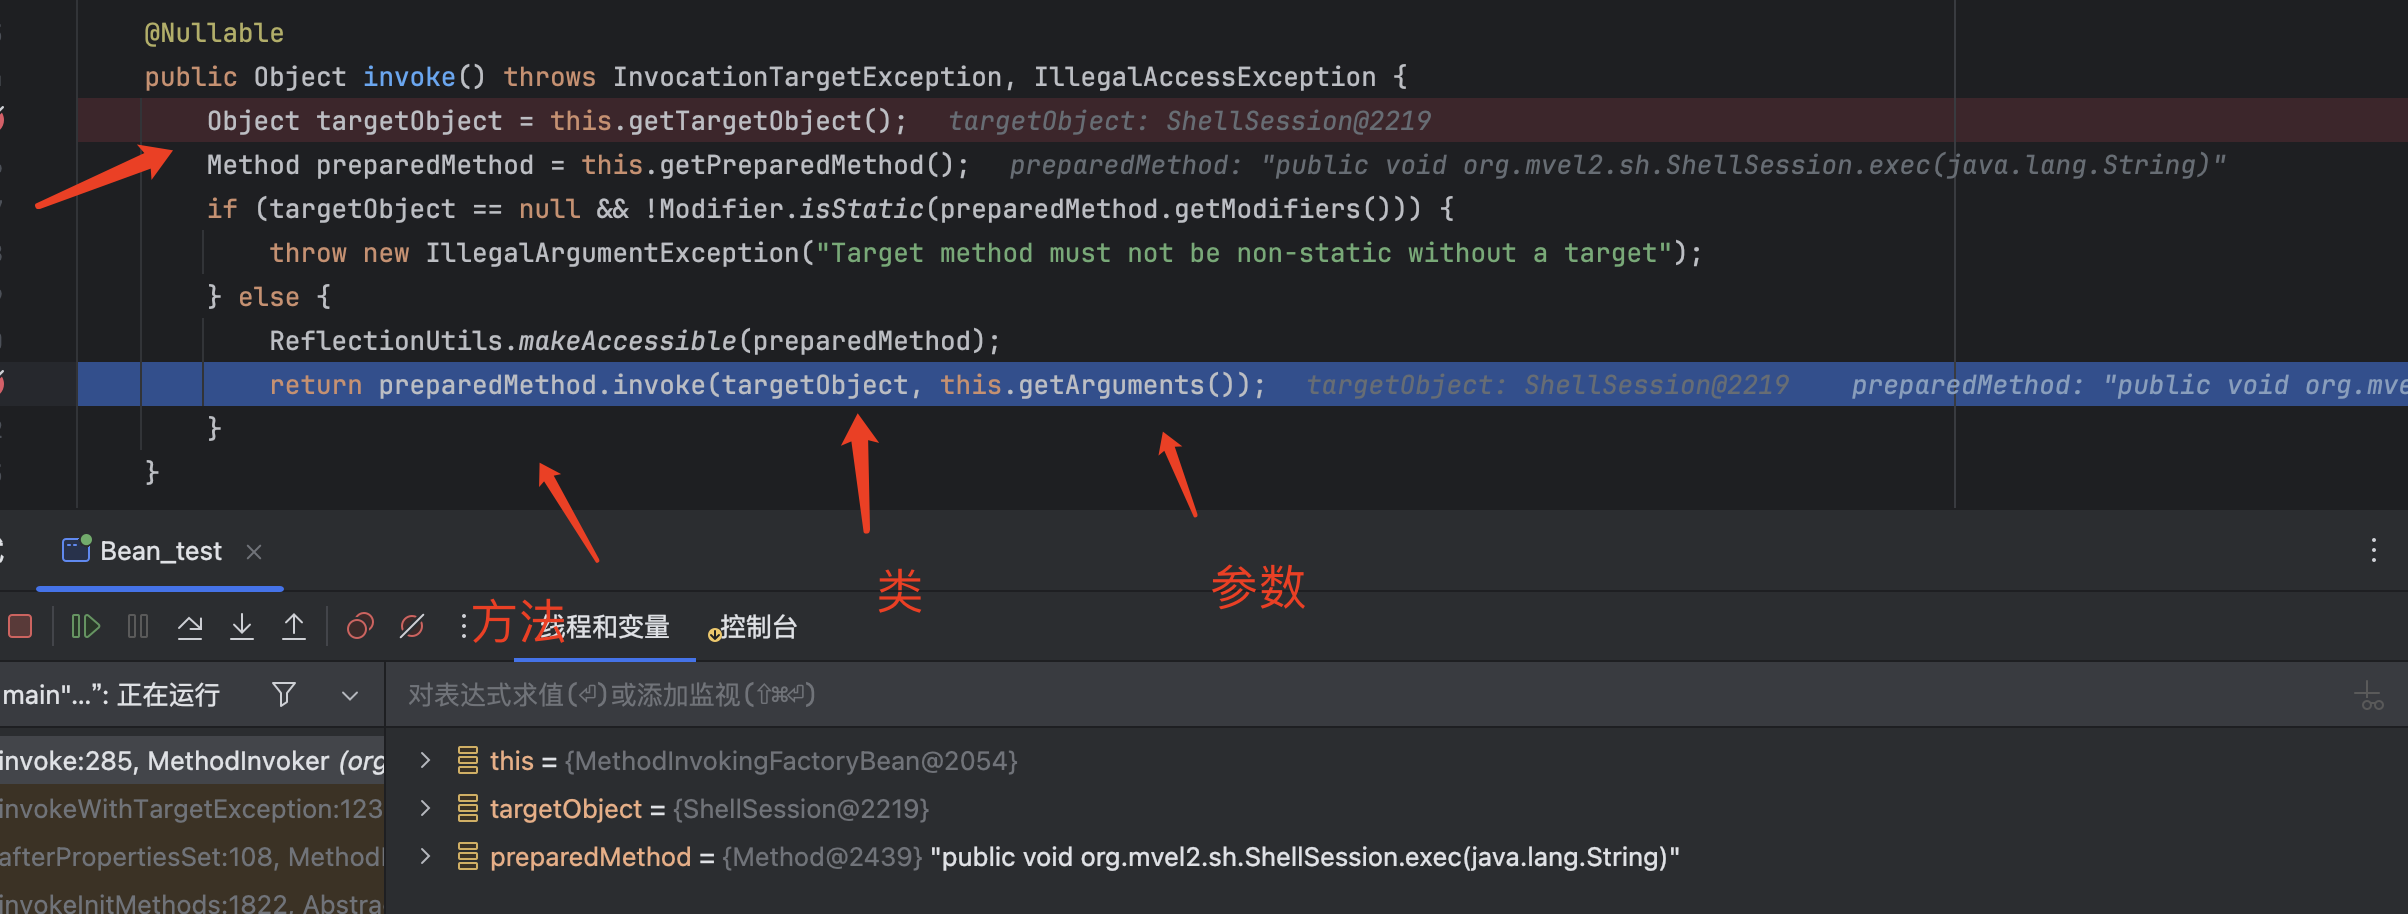 @Nullable
public Object invoke() throws InvocationTargetException, IllegalAccessException {
Object targetObject = this.getTargetObject();   targetObject: ShellSession@2219
Method preparedMethod = this.getPreparedMethod();   preparedMethod: "public void org.mvel2.sh.ShellSession.exec(java.lang.String)"
if (targetObject == null && !Modifier.isStatic(preparedMethod.getModifiers())) {
throw new IllegalArgumentException("Target method must not be non-static without a target");
} else {
ReflectionUtils.makeAccessible(preparedMethod);
return preparedMethod.invoke(targetObject, this.getArguments());   targetObject: ShellSession@2219   preparedMethod: "public void org.mve
}
}
Bean_test
类
参数
方法
线程和变量
控制台
main"...": 正在运行
对表达式求值(⏎)或添加监视(⇧⌘⏎)
invoke:285, MethodInvoker (org
this = {MethodInvokingFactoryBean@2054}
invokeWithTargetException:123
targetObject = {ShellSession@2219}
afterPropertiesSet:108, MethodI
preparedMethod = {Method@2439} "public void org.mvel2.sh.ShellSession.exec(java.lang.String)"
invokeInitMethods:1822, Abstra